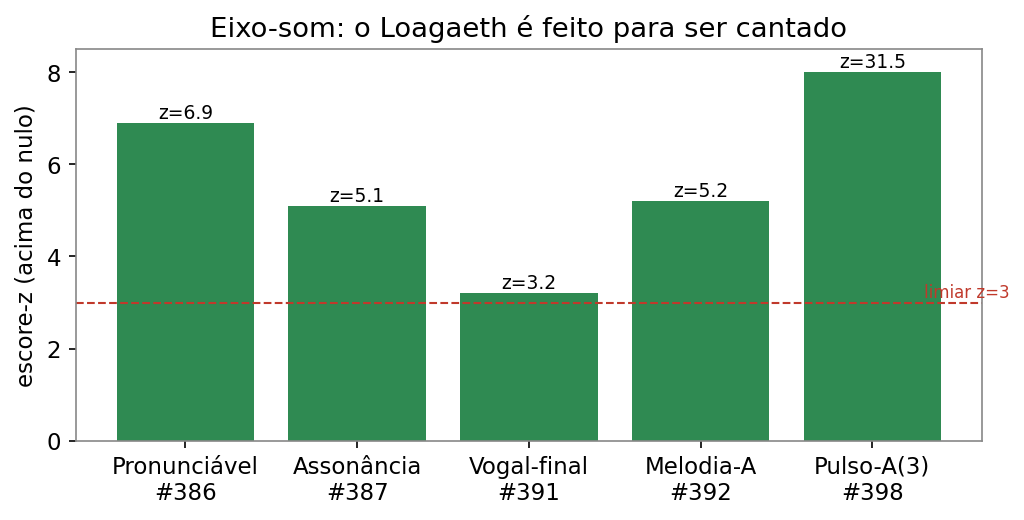 Eixo-som: o Loagaeth é feito para ser cantado
escore-z (acima do nulo)
8
6
4
2
0
z=6.9
z=5.1
z=3.2
z=5.2
z=31.5
limiar z=3
Pronunciável
#386
Assonância
#387
Vogal-final
#391
Melodia-A
#392
Pulso-A(3)
#398